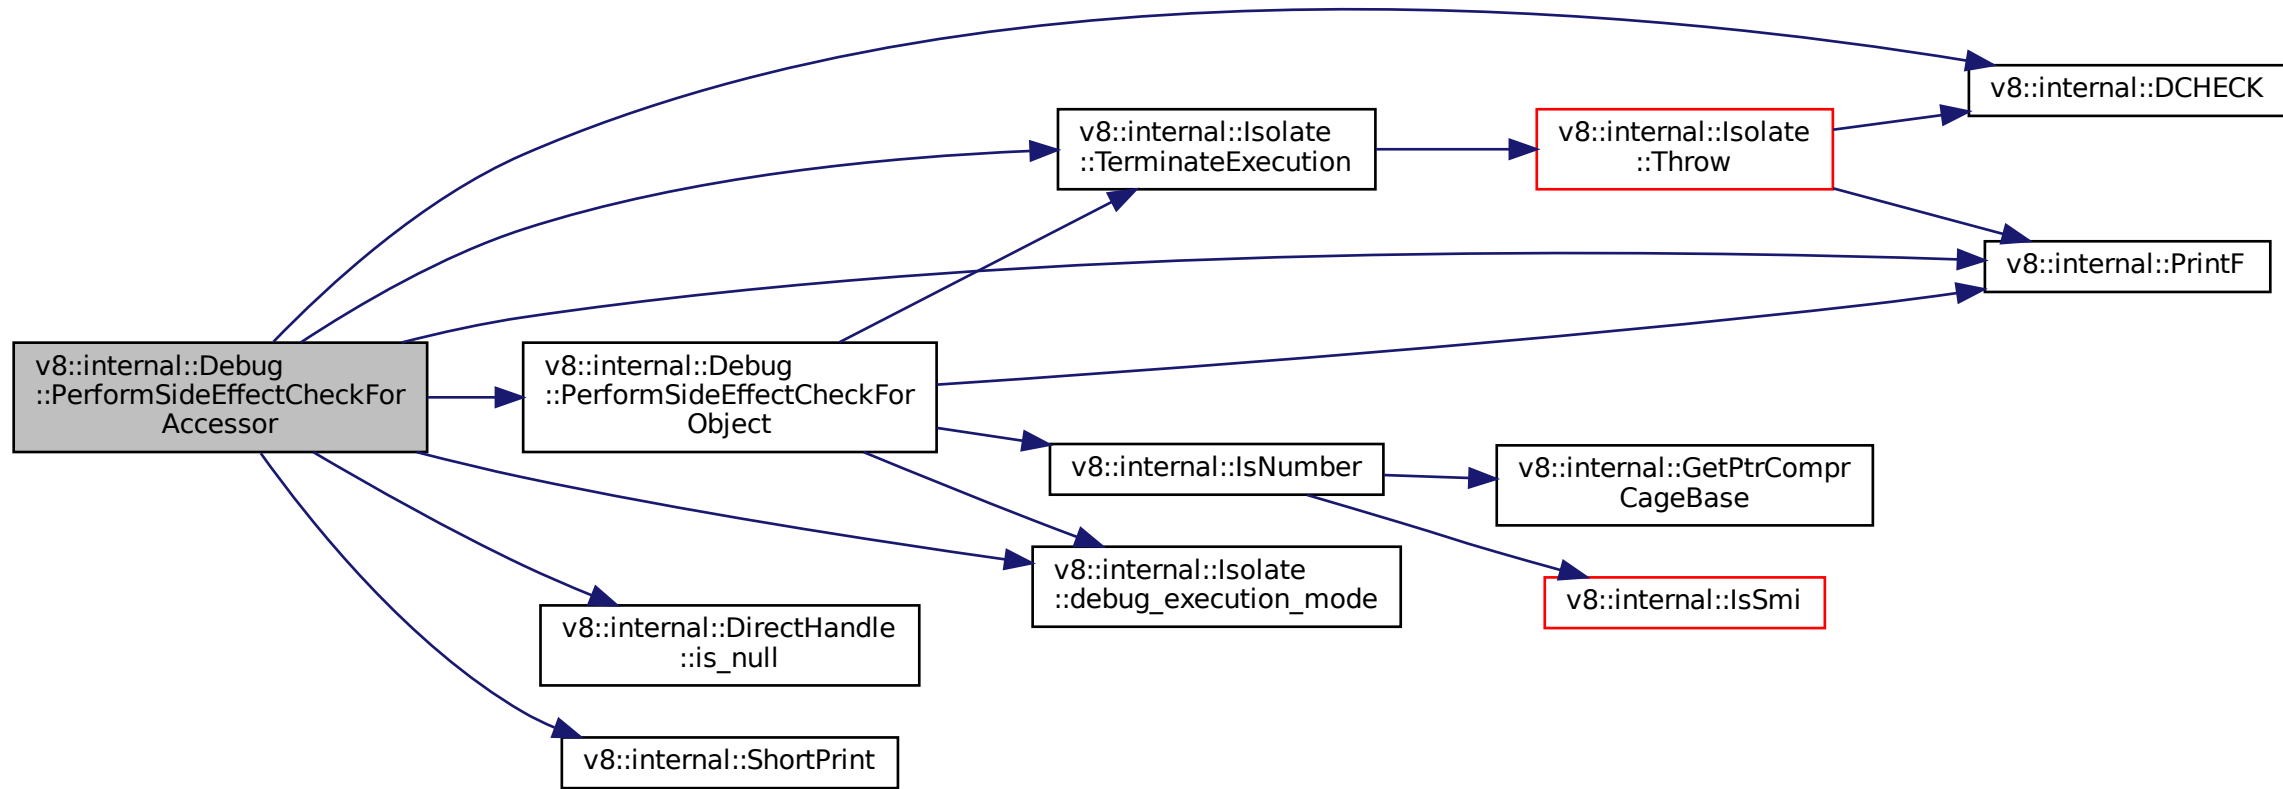 v8::internal::Debug
::PerformSideEffectCheckFor
Accessor
v8::internal::Debug
::PerformSideEffectCheckFor
Object
v8::internal::DirectHandle
::is_null
v8::internal::ShortPrint
v8::internal::Isolate
::TerminateExecution
v8::internal::IsNumber
v8::internal::Isolate
::debug_execution_mode
v8::internal::Isolate
::Throw
v8::internal::GetPtrCompr
CageBase
v8::internal::IsSmi
v8::internal::DCHECK
v8::internal::PrintF